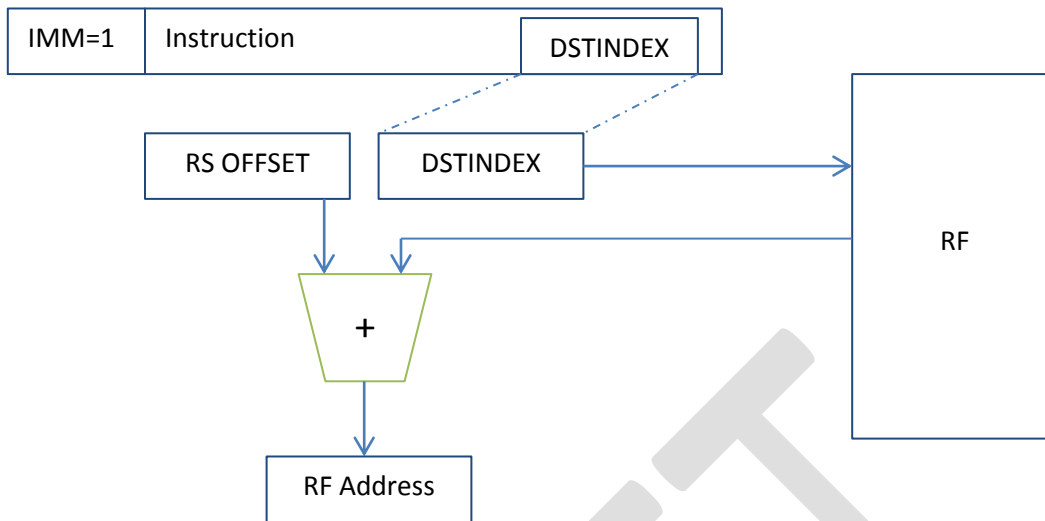 IMM=1 Instruction DSTINDEX
RS OFFSET DSTINDEX
RF
+
RF Address